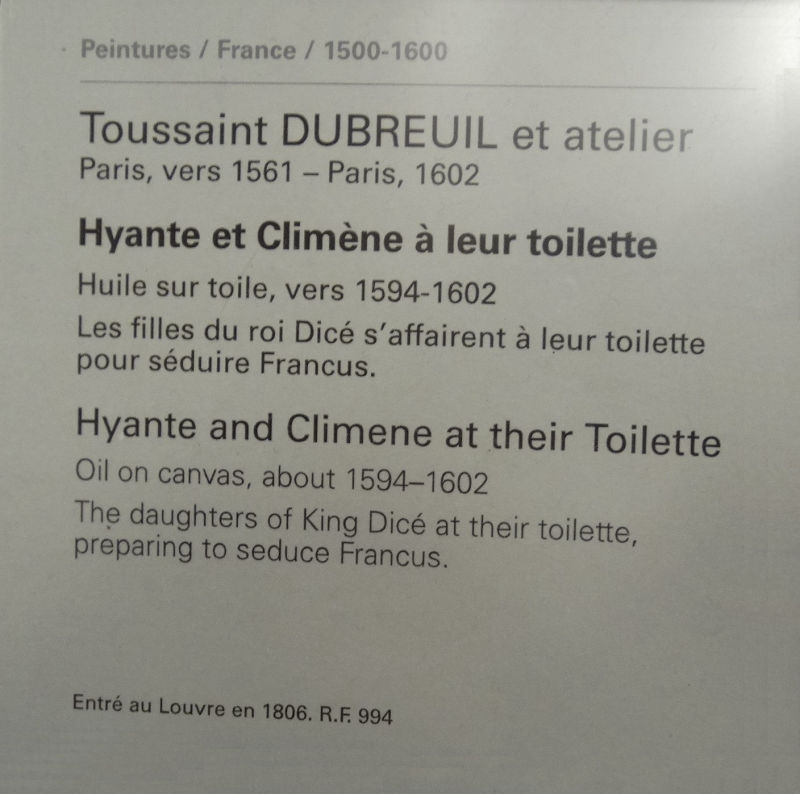 Peintures / France / 1500-1600
Toussaint DUBREUIL et atelier
Paris, vers 1561 – Paris, 1602
Hyante et Climène à leur toilette
Huile sur toile, vers 1594-1602
Les filles du roi Dicé s'affairent à leur toilette
pour séduire Francus.
Hyante and Climene at their Toilette
Oil on canvas, about 1594–1602
The daughters of King Dicé at their toilette,
preparing to seduce Francus.
Entré au Louvre en 1806. R.F. 994